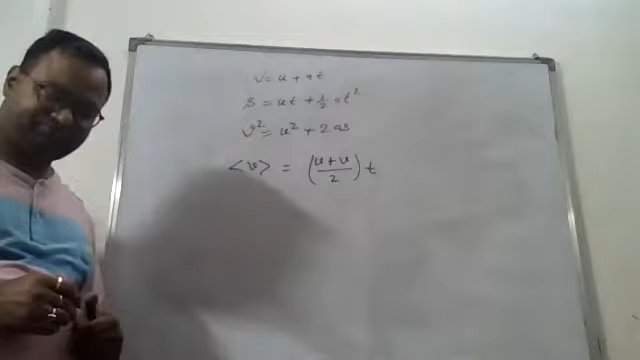 v = u + at
s = ut + 1/2 at²
v² = u² + 2as
<v> = (u + v / 2) t